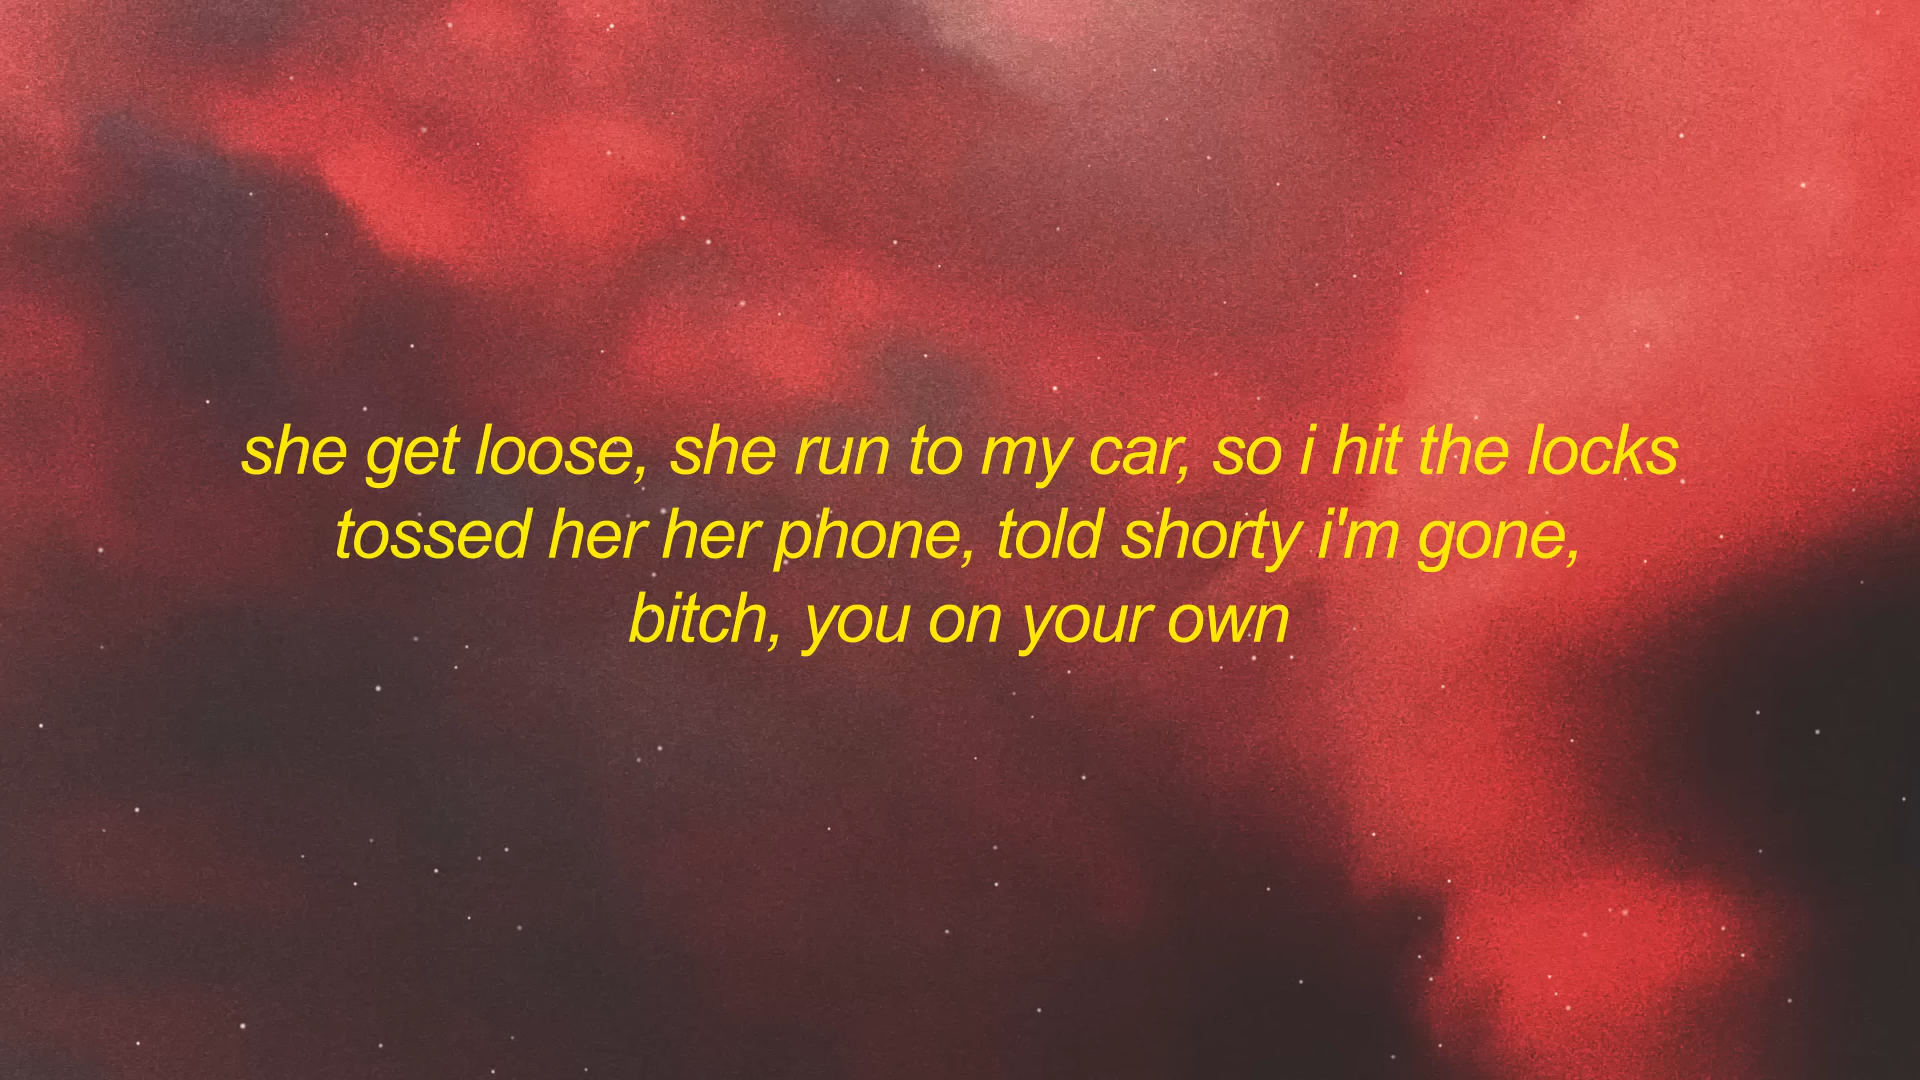 she get loose, she run to my car, so i hit the locks
tossed her her phone, told shorty i'm gone,
bitch, you on your own